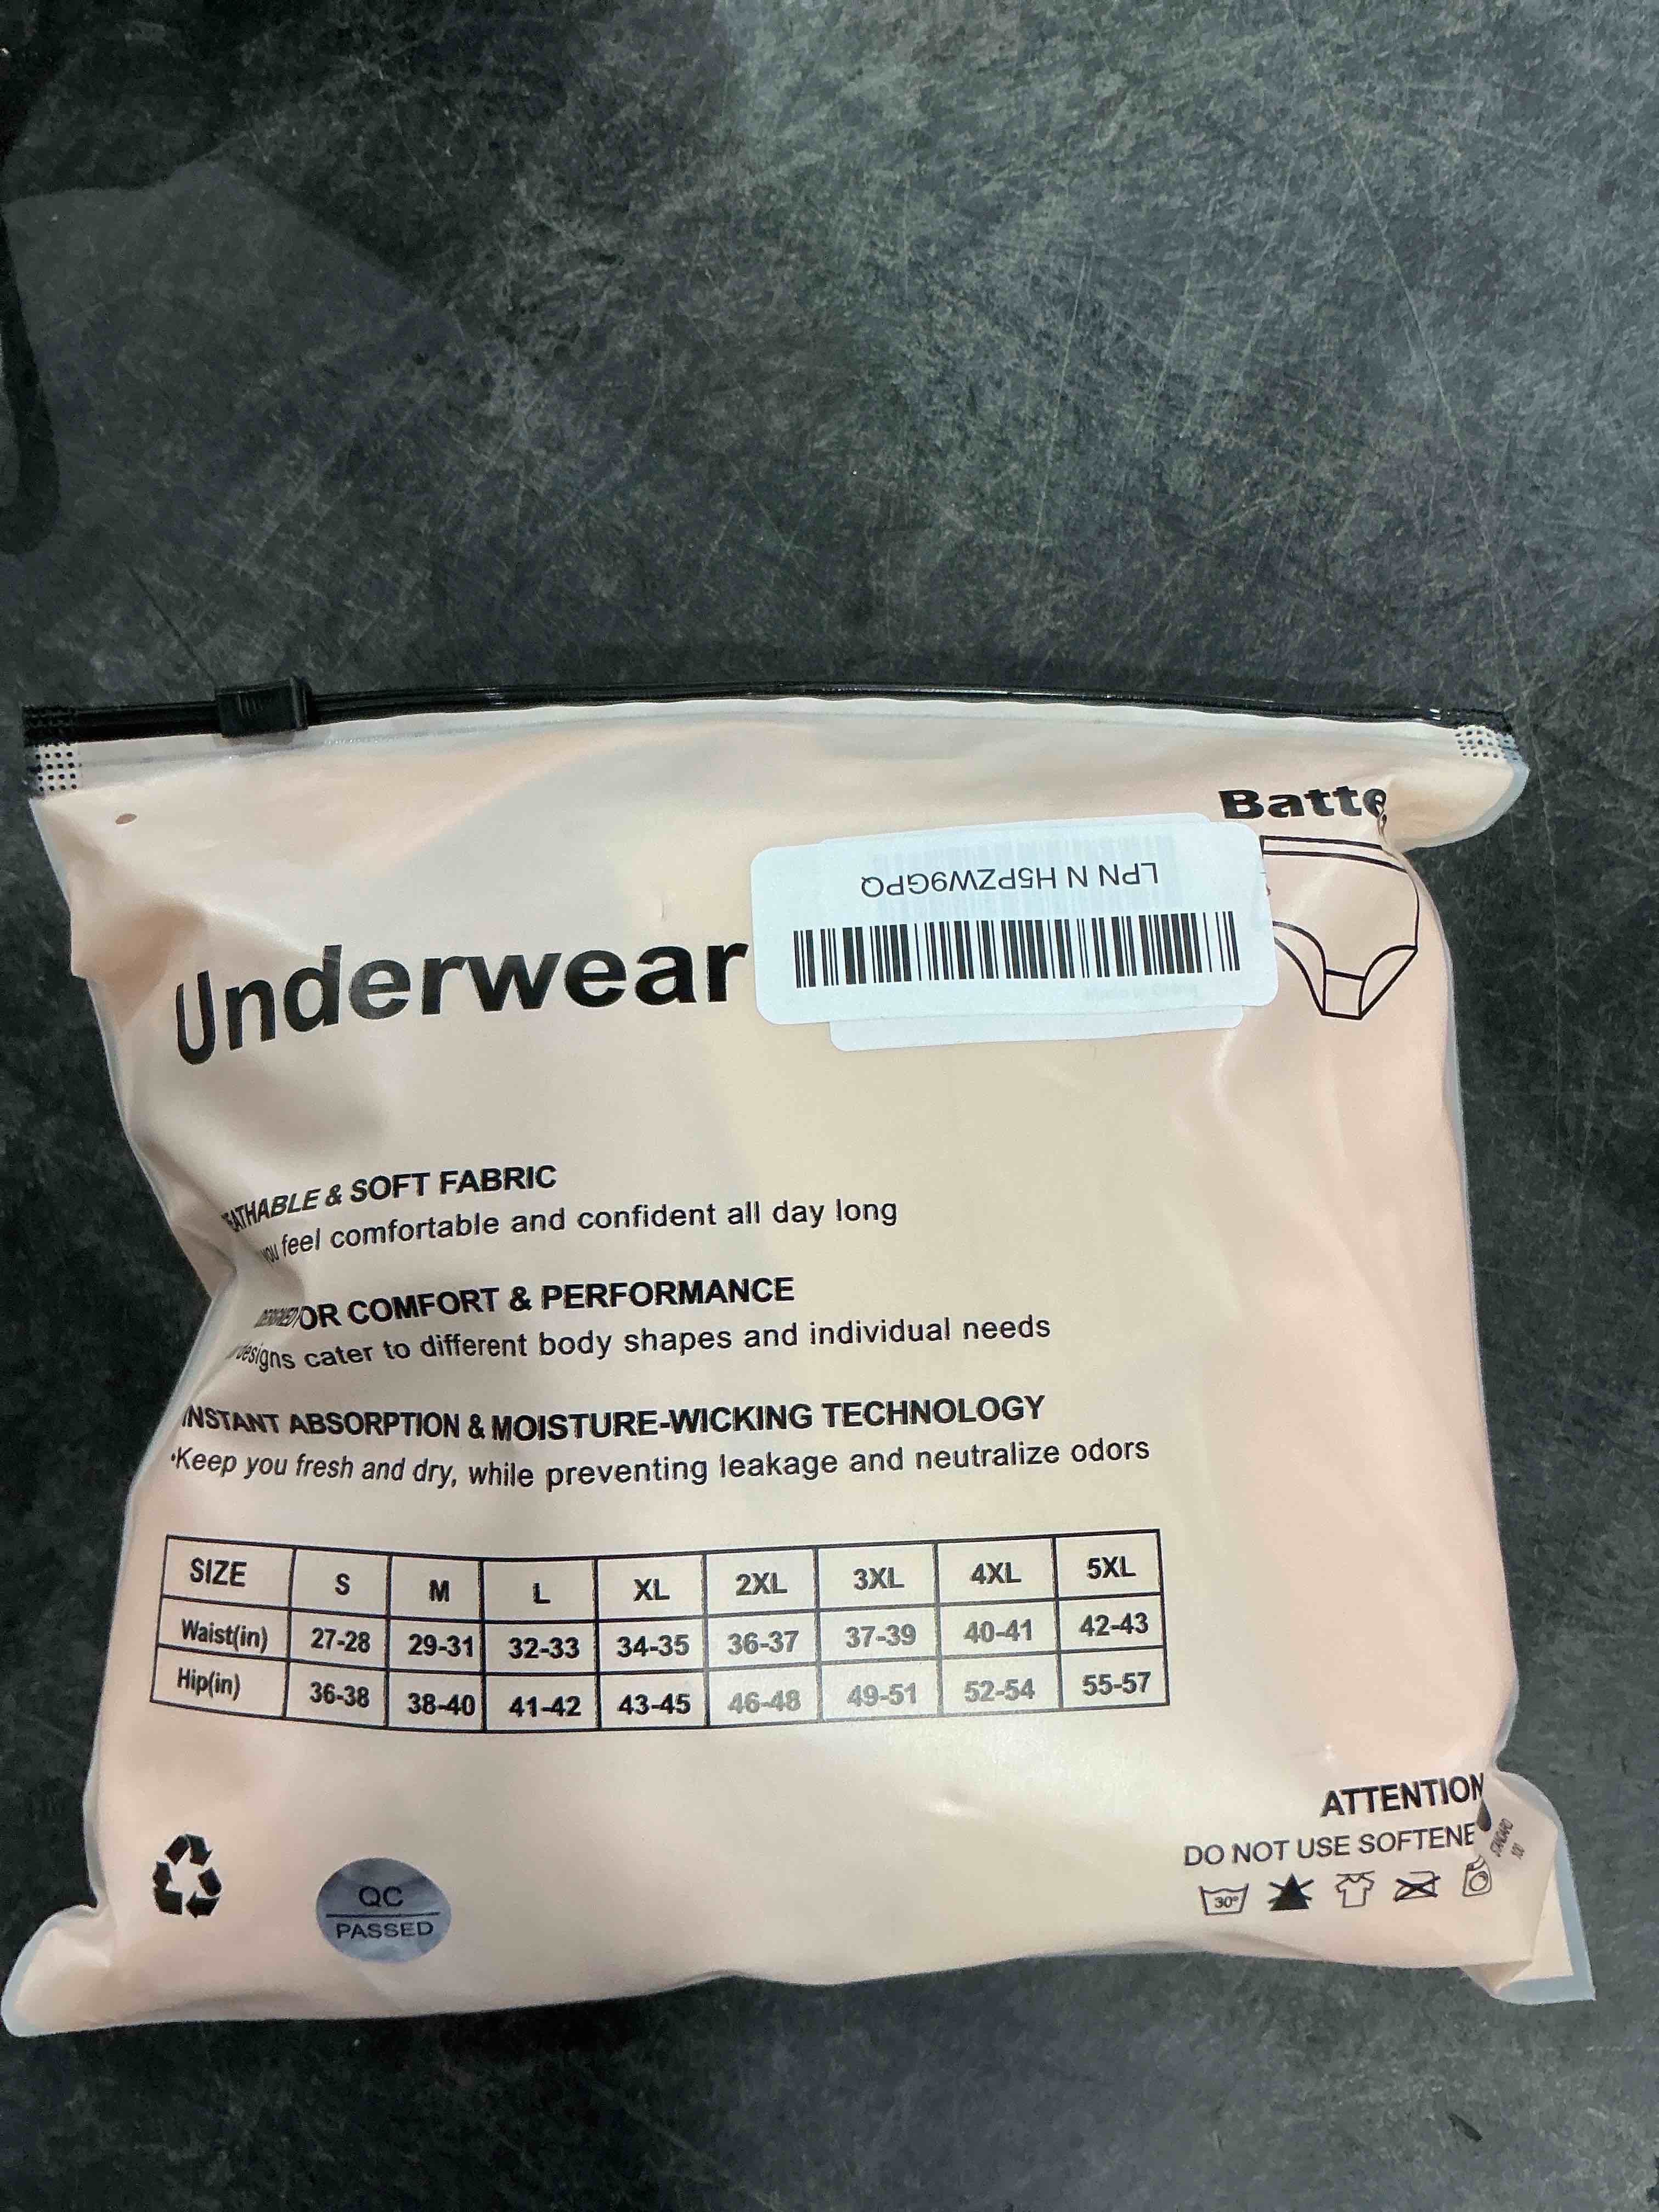 Batte
LPN N H5PZW9GPQ
Underwear
EATHABLE & SOFT FABRIC
you feel comfortable and confident all day long
DESIGNED FOR COMFORT & PERFORMANCE
designs cater to different body shapes and individual needs
INSTANT ABSORPTION & MOISTURE-WICKING TECHNOLOGY
•Keep you fresh and dry, while preventing leakage and neutralize odors
SIZE S M L XL 2XL 3XL 4XL 5XL
Waist(in) 27-28 29-31 32-33 34-35 36-37 37-39 40-41 42-43
Hip(in) 36-38 38-40 41-42 43-45 46-48 49-51 52-54 55-57
ATTENTION
DO NOT USE SOFTENE
STANDARD
100
30°
QC
PASSED